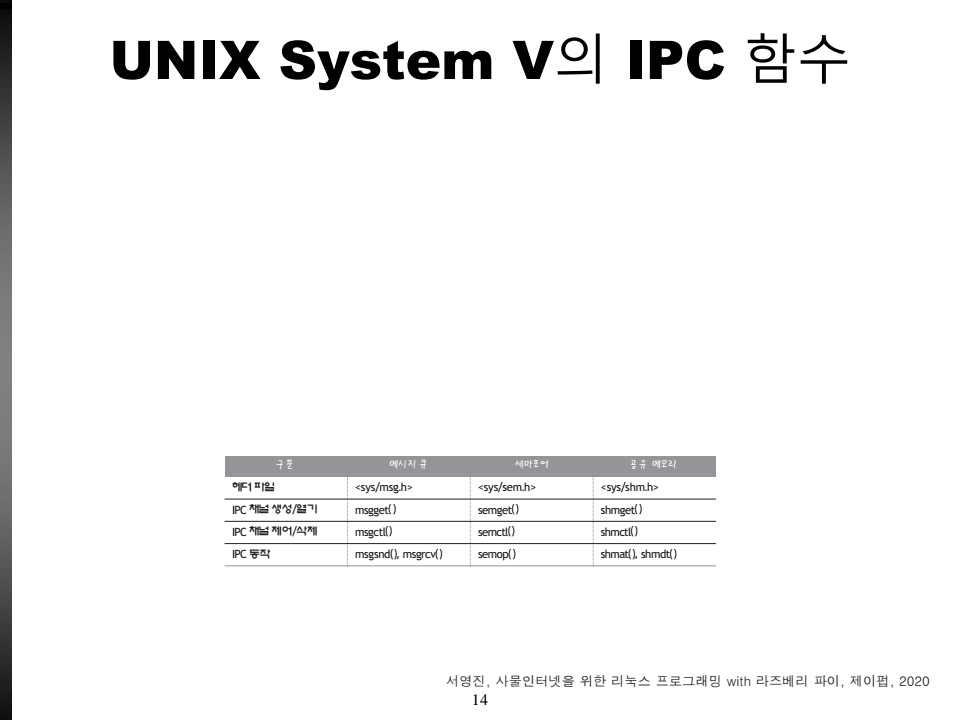 UNIX System V의 IPC 함수
구분 메시지 큐 세마포어 공유 메모리
헤더 파일 <sys/msg.h> <sys/sem.h> <sys/shm.h>
IPC 채널 생성/열기 msgget() semget() shmget()
IPC 채널 제어/삭제 msgctl() semctl() shmctl()
IPC 동작 msgsnd(), msgrcv() semop() shmat(), shmdt()
서영진, 사물인터넷을 위한 리눅스 프로그래밍 with 라즈베리 파이, 제이펍, 2020
14